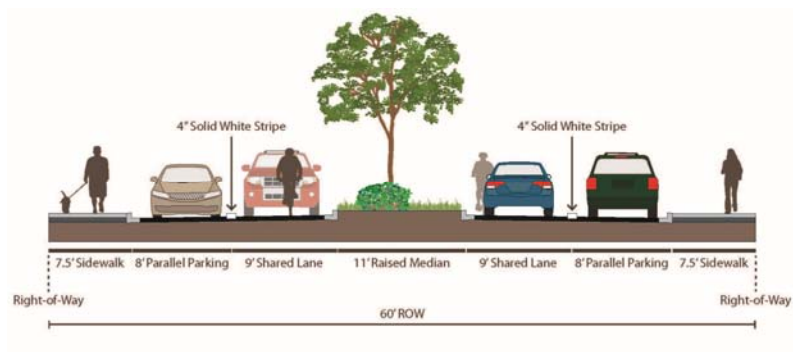 4" Solid White Stripe
4" Solid White Stripe
7.5' Sidewalk
8' Parallel Parking
9' Shared Lane
11' Raised Median
9' Shared Lane
8' Parallel Parking
7.5' Sidewalk
Right-of-Way
Right-of-Way
60' ROW